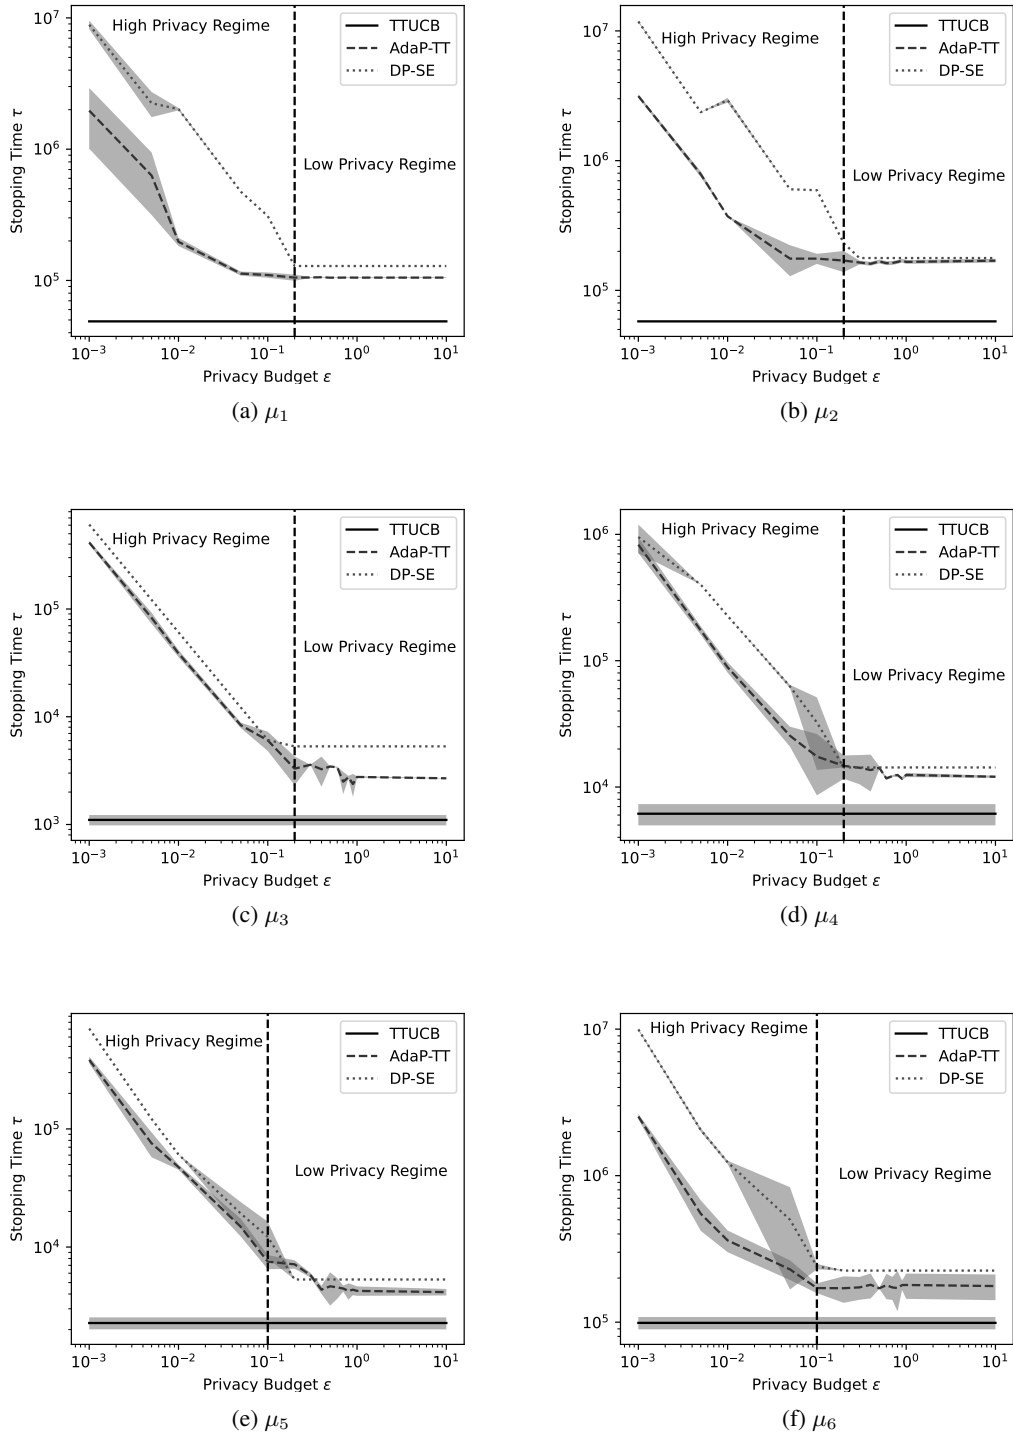 High Privacy Regime
Low Privacy Regime
TTUCB
AdaP-TT
DP-SE
Stopping Time τ
10^7
10^6
10^5
10^−3
10^−2
10^−1
10^0
10^1
Privacy Budget ε
(a) μ1
High Privacy Regime
Low Privacy Regime
TTUCB
AdaP-TT
DP-SE
Stopping Time τ
10^7
10^6
10^5
10^−3
10^−2
10^−1
10^0
10^1
Privacy Budget ε
(b) μ2
High Privacy Regime
Low Privacy Regime
TTUCB
AdaP-TT
DP-SE
Stopping Time τ
10^5
10^4
10^3
10^−3
10^−2
10^−1
10^0
10^1
Privacy Budget ε
(c) μ3
High Privacy Regime
Low Privacy Regime
TTUCB
AdaP-TT
DP-SE
Stopping Time τ
10^6
10^5
10^4
10^−3
10^−2
10^−1
10^0
10^1
Privacy Budget ε
(d) μ4
High Privacy Regime
Low Privacy Regime
TTUCB
AdaP-TT
DP-SE
Stopping Time τ
10^5
10^4
10^−3
10^−2
10^−1
10^0
10^1
Privacy Budget ε
(e) μ5
High Privacy Regime
Low Privacy Regime
TTUCB
AdaP-TT
DP-SE
Stopping Time τ
10^7
10^6
10^5
10^−3
10^−2
10^−1
10^0
10^1
Privacy Budget ε
(f) μ6